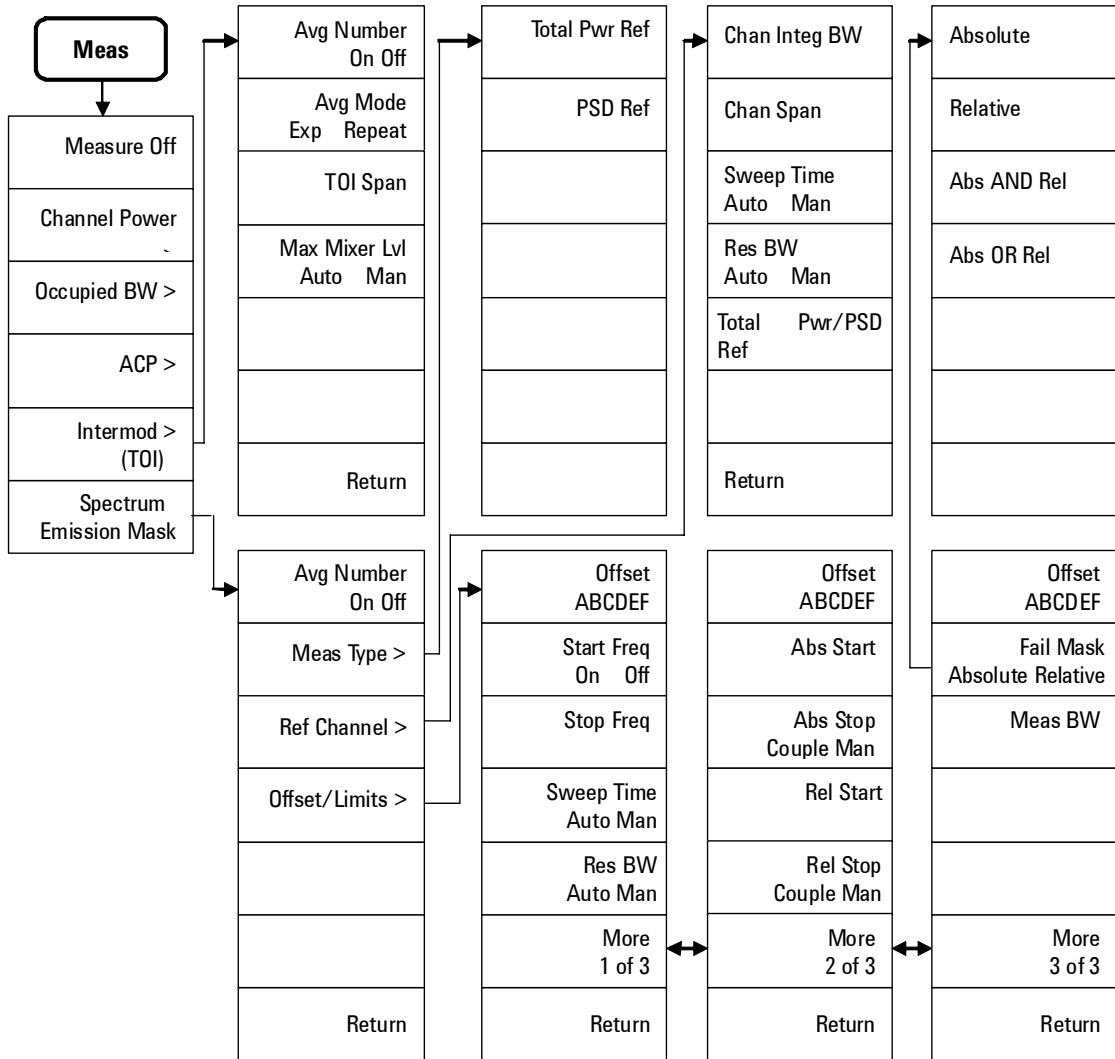 Meas
Measure Off
Channel Power
Occupied BW >
ACP >
Intermod >
(TOI)
Spectrum
Emission Mask
Avg Number
On Off
Avg Mode
Exp Repeat
TOI Span
Max Mixer Lvl
Auto Man
Return
Total Pwr Ref
PSD Ref
Chan Integ BW
Chan Span
Sweep Time
Auto Man
Res BW
Auto Man
Total Pwr/PSD
Ref
Return
Absolute
Relative
Abs AND Rel
Abs OR Rel
Avg Number
On Off
Meas Type >
Ref Channel >
Offset/Limits >
Return
Offset
ABCDEF
Start Freq
On Off
Stop Freq
Sweep Time
Auto Man
Res BW
Auto Man
More
1 of 3
Return
Offset
ABCDEF
Abs Start
Abs Stop
Couple Man
Rel Start
Rel Stop
Couple Man
More
2 of 3
Return
Offset
ABCDEF
Fail Mask
Absolute Relative
Meas BW
More
3 of 3
Return